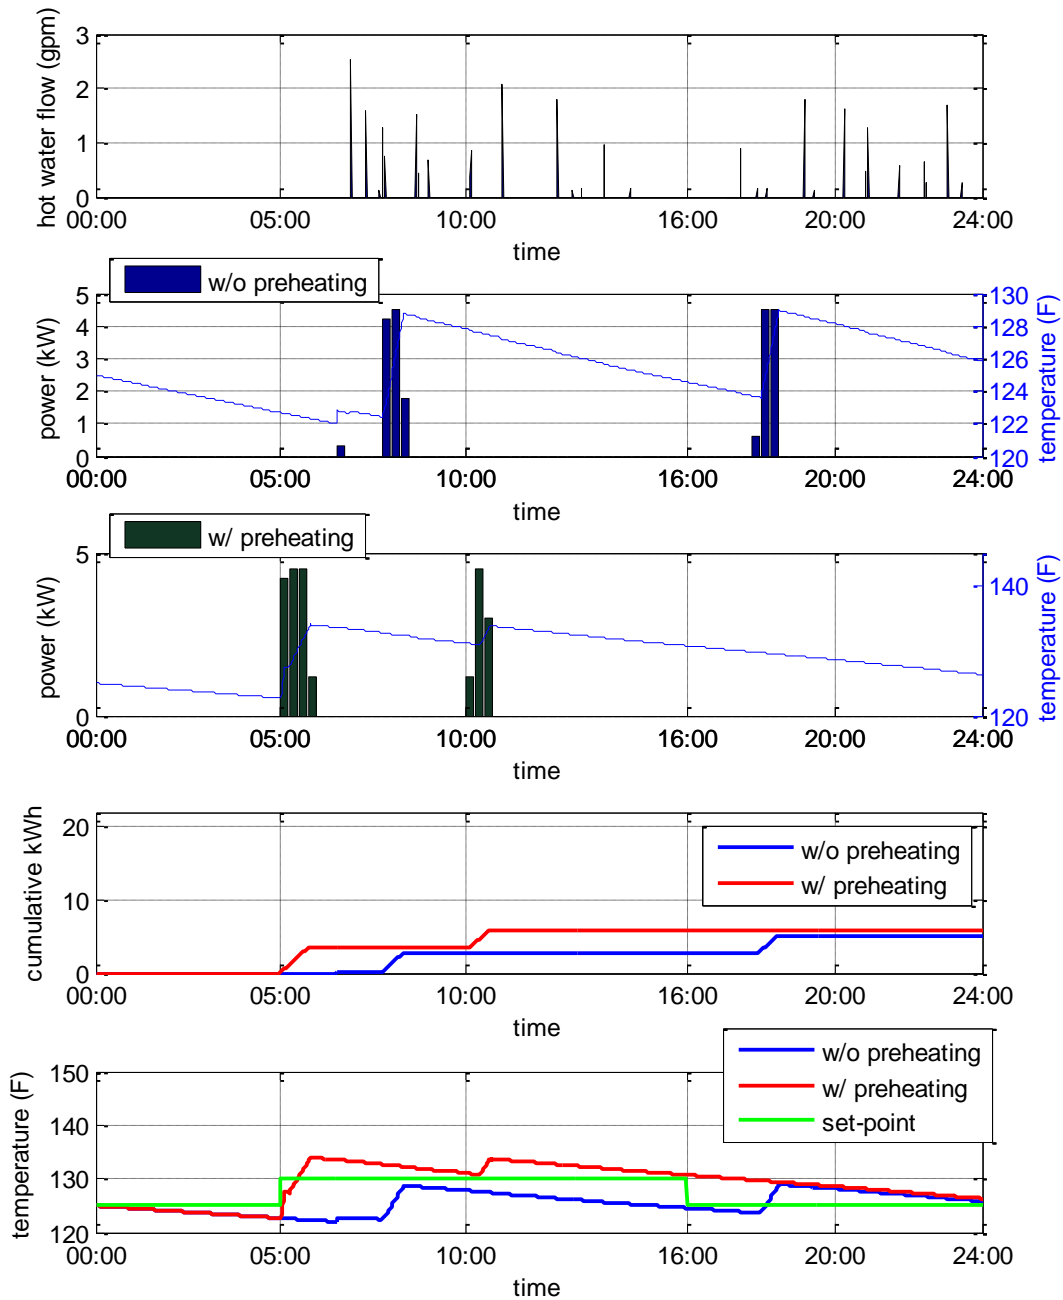 hot water flow (gpm)
3
2
1
0
00:00 05:00 10:00 16:00 20:00 24:00
time
w/o preheating
power (kW)
5
4
3
2
1
0
130
128
126
124
122
120
temperature (F)
00:00 05:00 10:00 16:00 20:00 24:00
time
w/ preheating
power (kW)
5
0
140
120
temperature (F)
00:00 05:00 10:00 16:00 20:00 24:00
time
cumulative kWh
20
10
0
w/o preheating
w/ preheating
00:00 05:00 10:00 16:00 20:00 24:00
time
temperature (F)
150
140
130
120
w/o preheating
w/ preheating
set-point
00:00 05:00 10:00 16:00 20:00 24:00
time